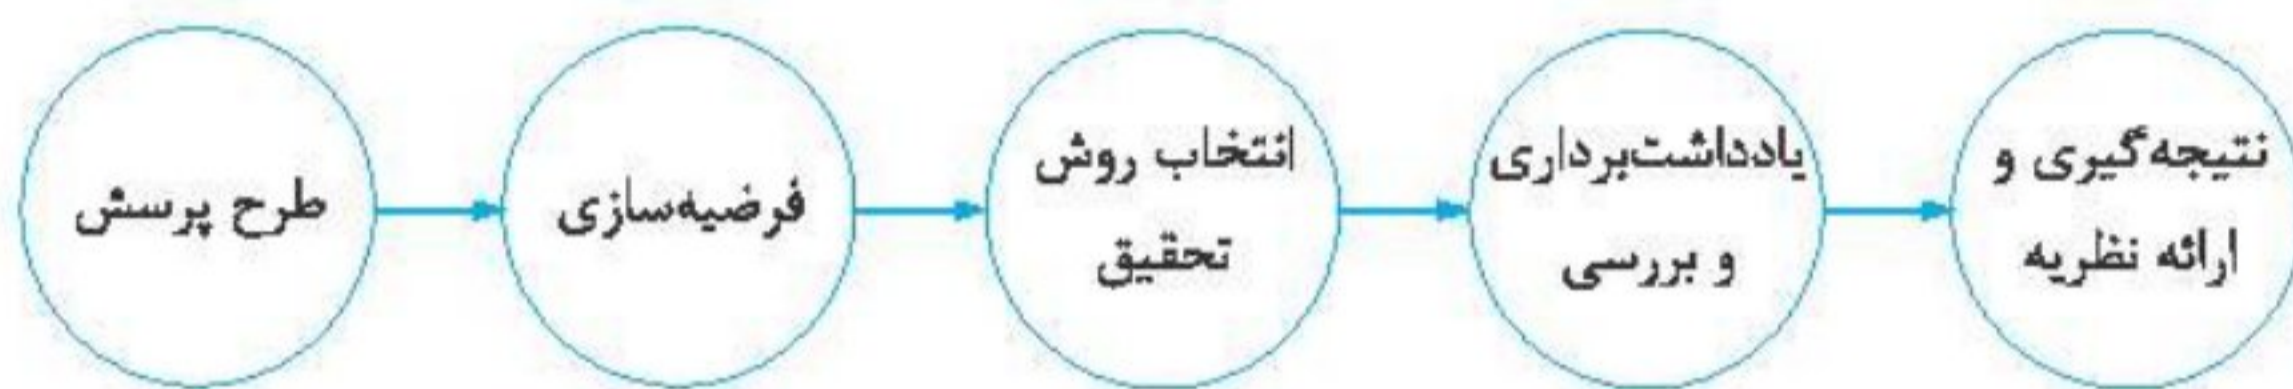 طرح پرسش
فرضیه‌سازی
انتخاب روش
تحقیق
یادداشت‌برداری
و بررسی
نتیجه‌گیری و
ارائه نظریه